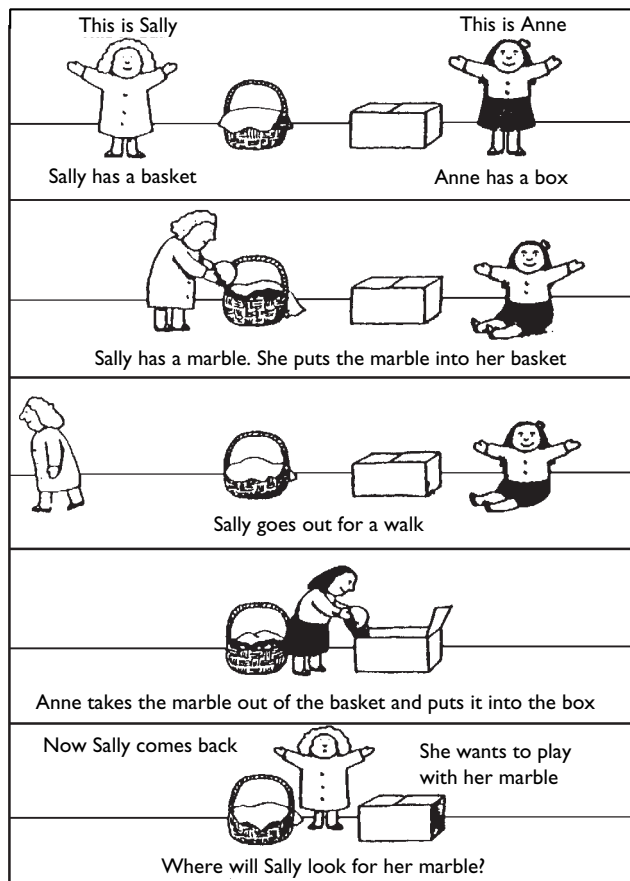 This is Sally
This is Anne
Sally has a basket
Anne has a box
Sally has a marble. She puts the marble into her basket
Sally goes out for a walk
Anne takes the marble out of the basket and puts it into the box
Now Sally comes back
She wants to play
with her marble
Where will Sally look for her marble?